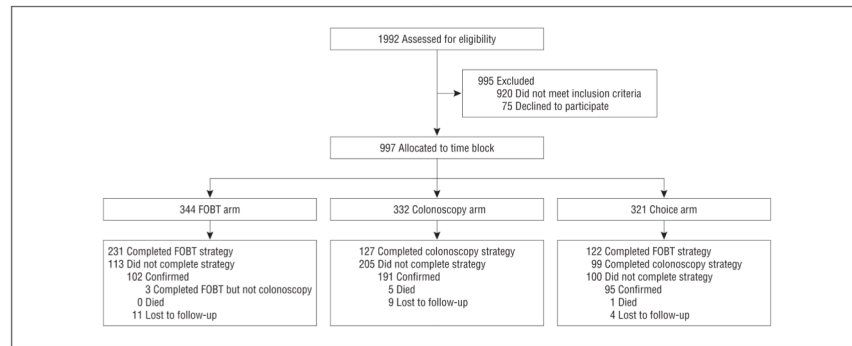 1992 Assessed for eligibility
995 Excluded
920 Did not meet inclusion criteria
75 Declined to participate
997 Allocated to time block
344 FOBT arm
332 Colonoscopy arm
321 Choice arm
231 Completed FOBT strategy
113 Did not complete strategy
102 Confirmed
3 Completed FOBT but not colonoscopy
0 Died
11 Lost to follow-up
127 Completed colonoscopy strategy
205 Did not complete strategy
191 Confirmed
5 Died
9 Lost to follow-up
122 Completed FOBT strategy
99 Completed colonoscopy strategy
100 Did not complete strategy
95 Confirmed
1 Died
4 Lost to follow-up